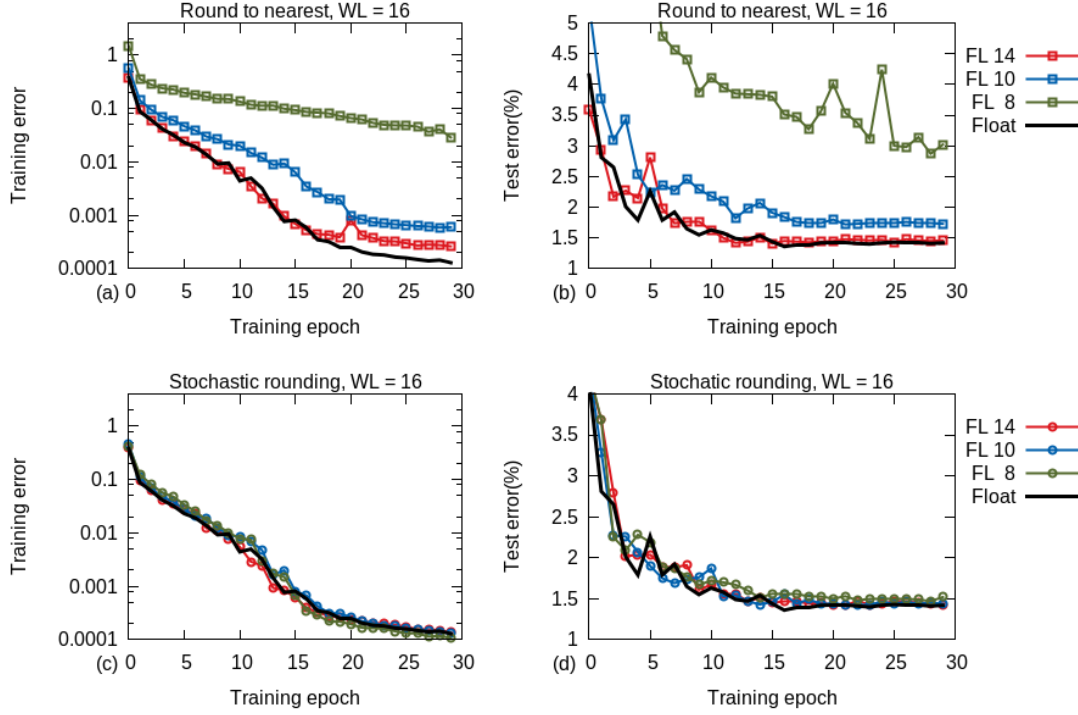 Round to nearest, WL = 16
Training error
1
0.1
0.01
0.001
0.0001
(a)
0 5 10 15 20 25 30
Training epoch
Round to nearest, WL = 16
Test error(%)
5
4.5
4
3.5
3
2.5
2
1.5
1
(b)
0 5 10 15 20 25 30
Training epoch
FL 14
FL 10
FL 8
Float
Stochastic rounding, WL = 16
Training error
1
0.1
0.01
0.001
0.0001
(c)
0 5 10 15 20 25 30
Training epoch
Stochatic rounding, WL = 16
Test error(%)
4
3.5
3
2.5
2
1.5
1
(d)
0 5 10 15 20 25 30
Training epoch
FL 14
FL 10
FL 8
Float